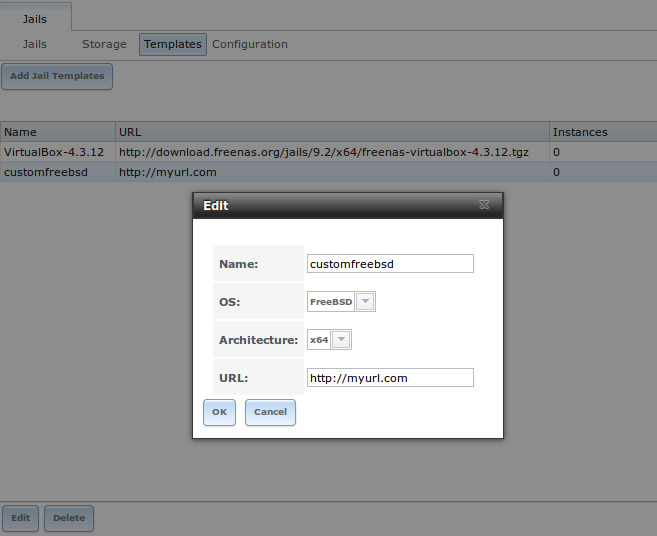 Jails
Jails Storage Templates Configuration
Add Jail Templates
Name URL Instances
VirtualBox-4.3.12 http://download.freenas.org/jails/9.2/x64/freenas-virtualbox-4.3.12.tgz 0
customfreebsd http://myurl.com 0
Edit
Name: customfreebsd
OS: FreeBSD
Architecture: x64
URL: http://myurl.com
OK Cancel
Edit Delete